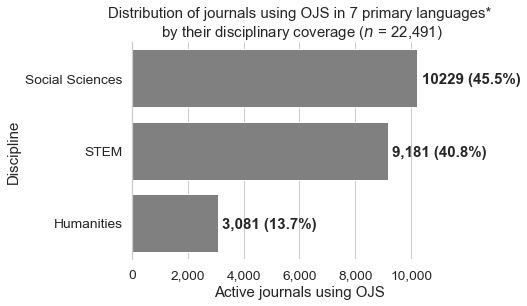 Distribution of journals using OJS in 7 primary languages*
by their disciplinary coverage (n = 22,491)
Discipline
Social Sciences
10229 (45.5%)
STEM
9,181 (40.8%)
Humanities
3,081 (13.7%)
0 2,000 4,000 6,000 8,000 10,000
Active journals using OJS